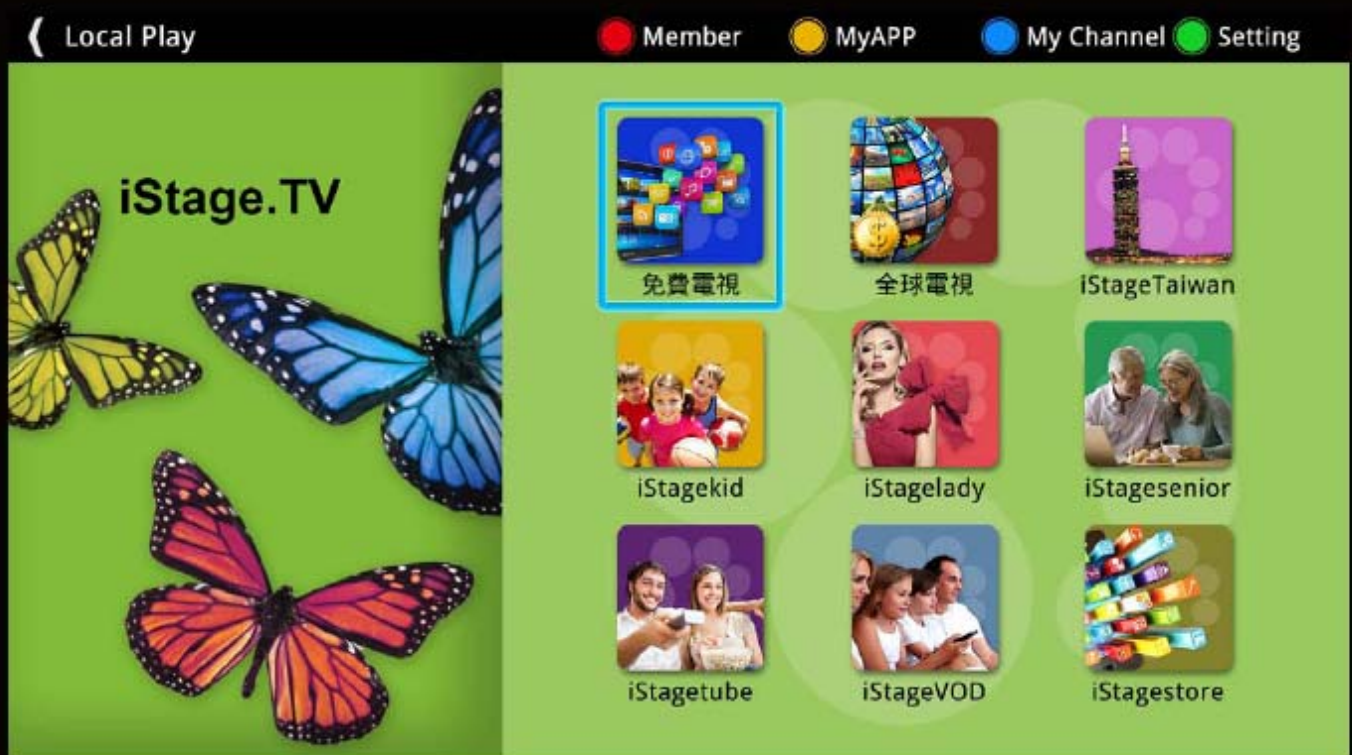 Local Play
Member
MyAPP
My Channel
Setting
iStage.TV
免費電視
全球電視
iStageTaiwan
iStagekid
iStagelady
iStagesenior
iStagetube
iStageVOD
iStagestore